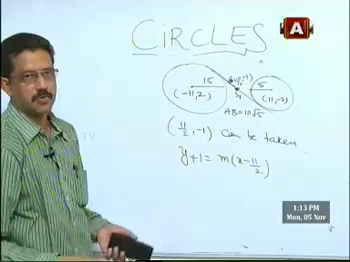 CIRCLES
A
15
5
(-11,2)
(11,-2)
AB=10√5
(11/2,-1) can be taken
y+1=m(x-11/2)
1:13 PM
Mon, 05 Nov